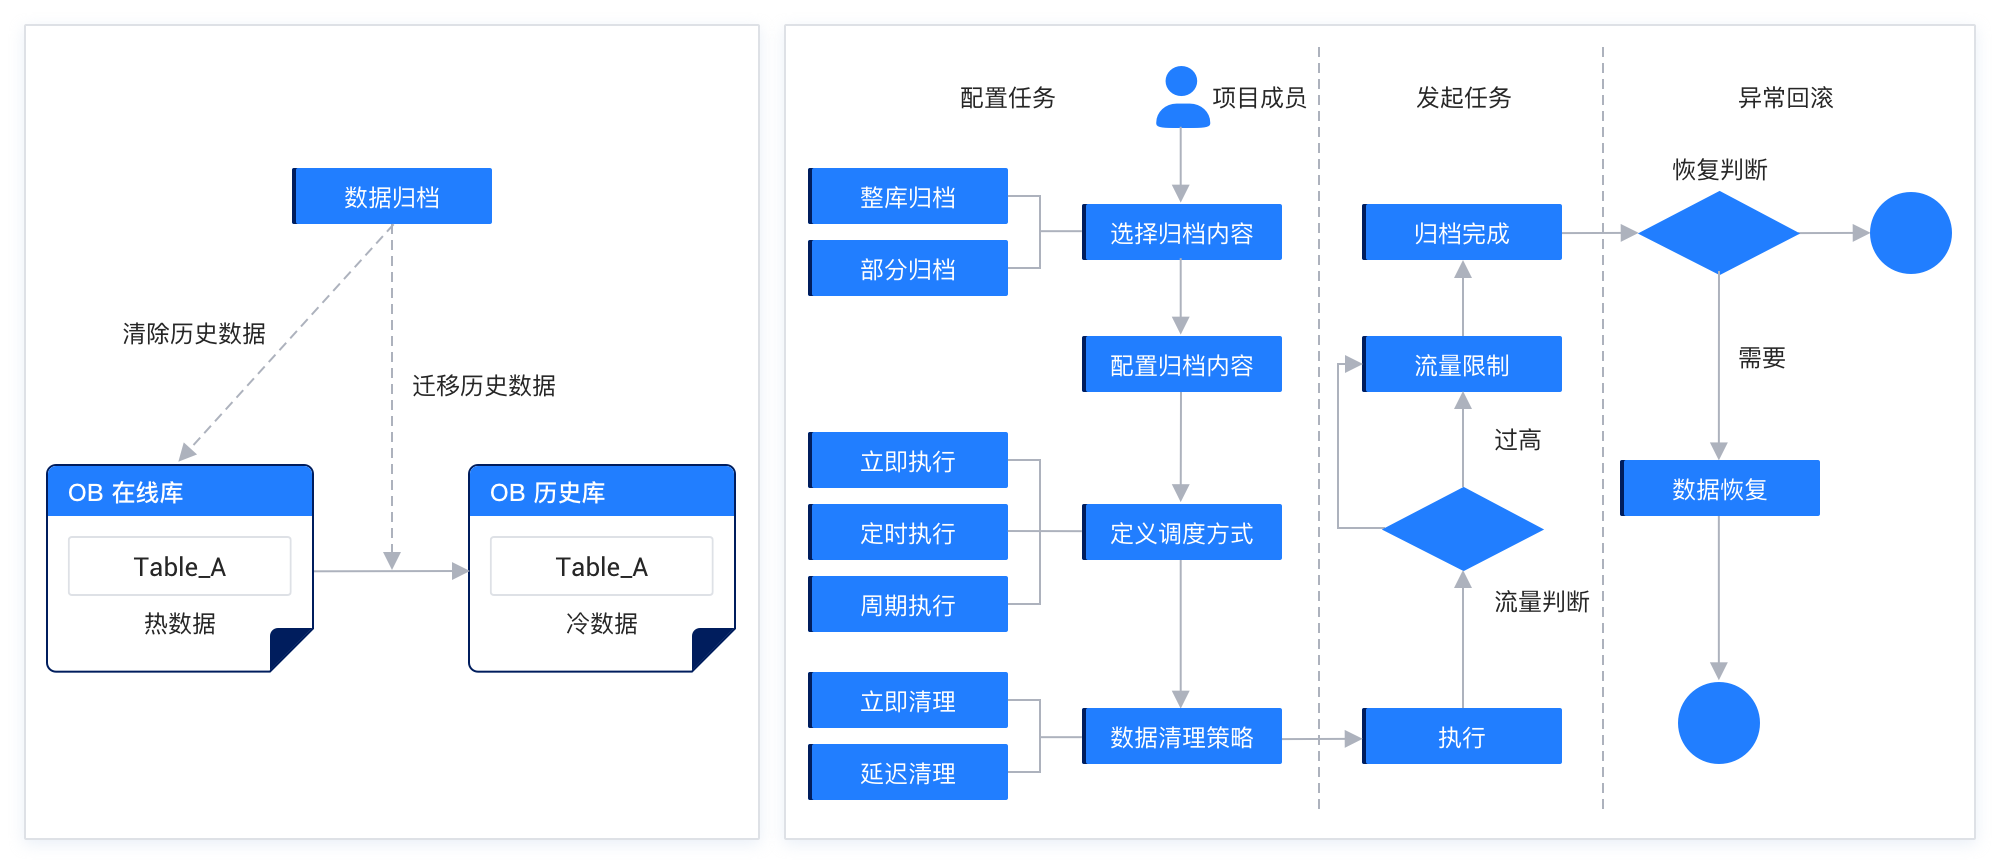 数据归档
清除历史数据
迁移历史数据
OB 在线库
Table_A
热数据
OB 历史库
Table_A
冷数据
配置任务
项目成员
整库归档
部分归档
选择归档内容
配置归档内容
立即执行
定时执行
周期执行
定义调度方式
立即清理
延迟清理
数据清理策略
发起任务
归档完成
流量限制
过高
流量判断
执行
异常回滚
恢复判断
需要
数据恢复